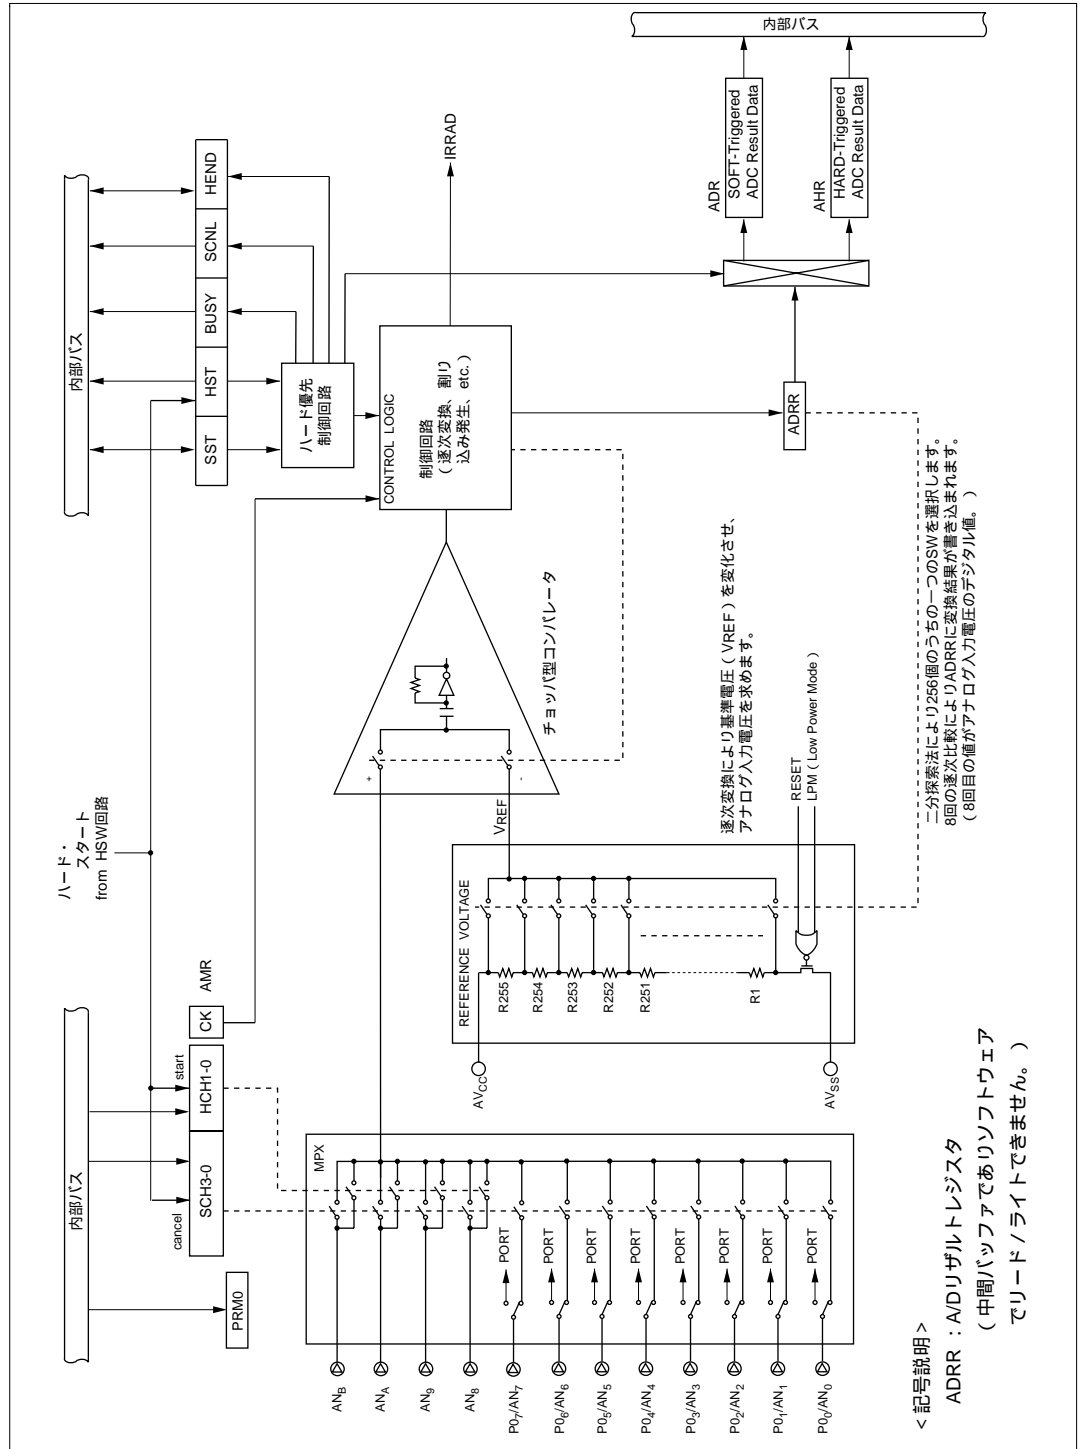 内部バス
PRM0
cancel
SCH3-0
start
HCH1-0
CK
AMR
ハード・
スタート
from HSW回路
内部バス
SST
HST
BUSY
SCNL
HEND
ハード優先
制御回路
CONTROL LOGIC
制御回路
(逐次変換、割り
込み発生、etc.)
IRRAD
内部バス
ADR
SOFT-Triggered
ADC Result Data
AHR
HARD-Triggered
ADC Result Data
ADRR
MPX
PORT
PORT
PORT
PORT
PORT
PORT
PORT
PORT
ANB
ANA
AN9
AN8
P07/AN7
P06/AN6
P05/AN5
P04/AN4
P03/AN3
P02/AN2
P01/AN1
P00/AN0
+
-
チョッパ型コンパレータ
VREF
REFERENCE VOLTAGE
R255
R254
R253
R252
R251
R1
AVCC
AVSS
RESET
LPM(Low Power Mode)
逐次変換により基準電圧(VREF)を変化させ、
アナログ入力電圧を求めます。
二分探索法により256個のうちの一つのSWを選択します。
8回の逐次比較によりADRRに変換結果が書き込まれます。
(8回目の値がアナログ入力電圧のデジタル値。)
<記号説明>
ADRR :A/Dリザルトレジスタ
(中間バッファでありソフトウェア
でリード/ライトできません。)